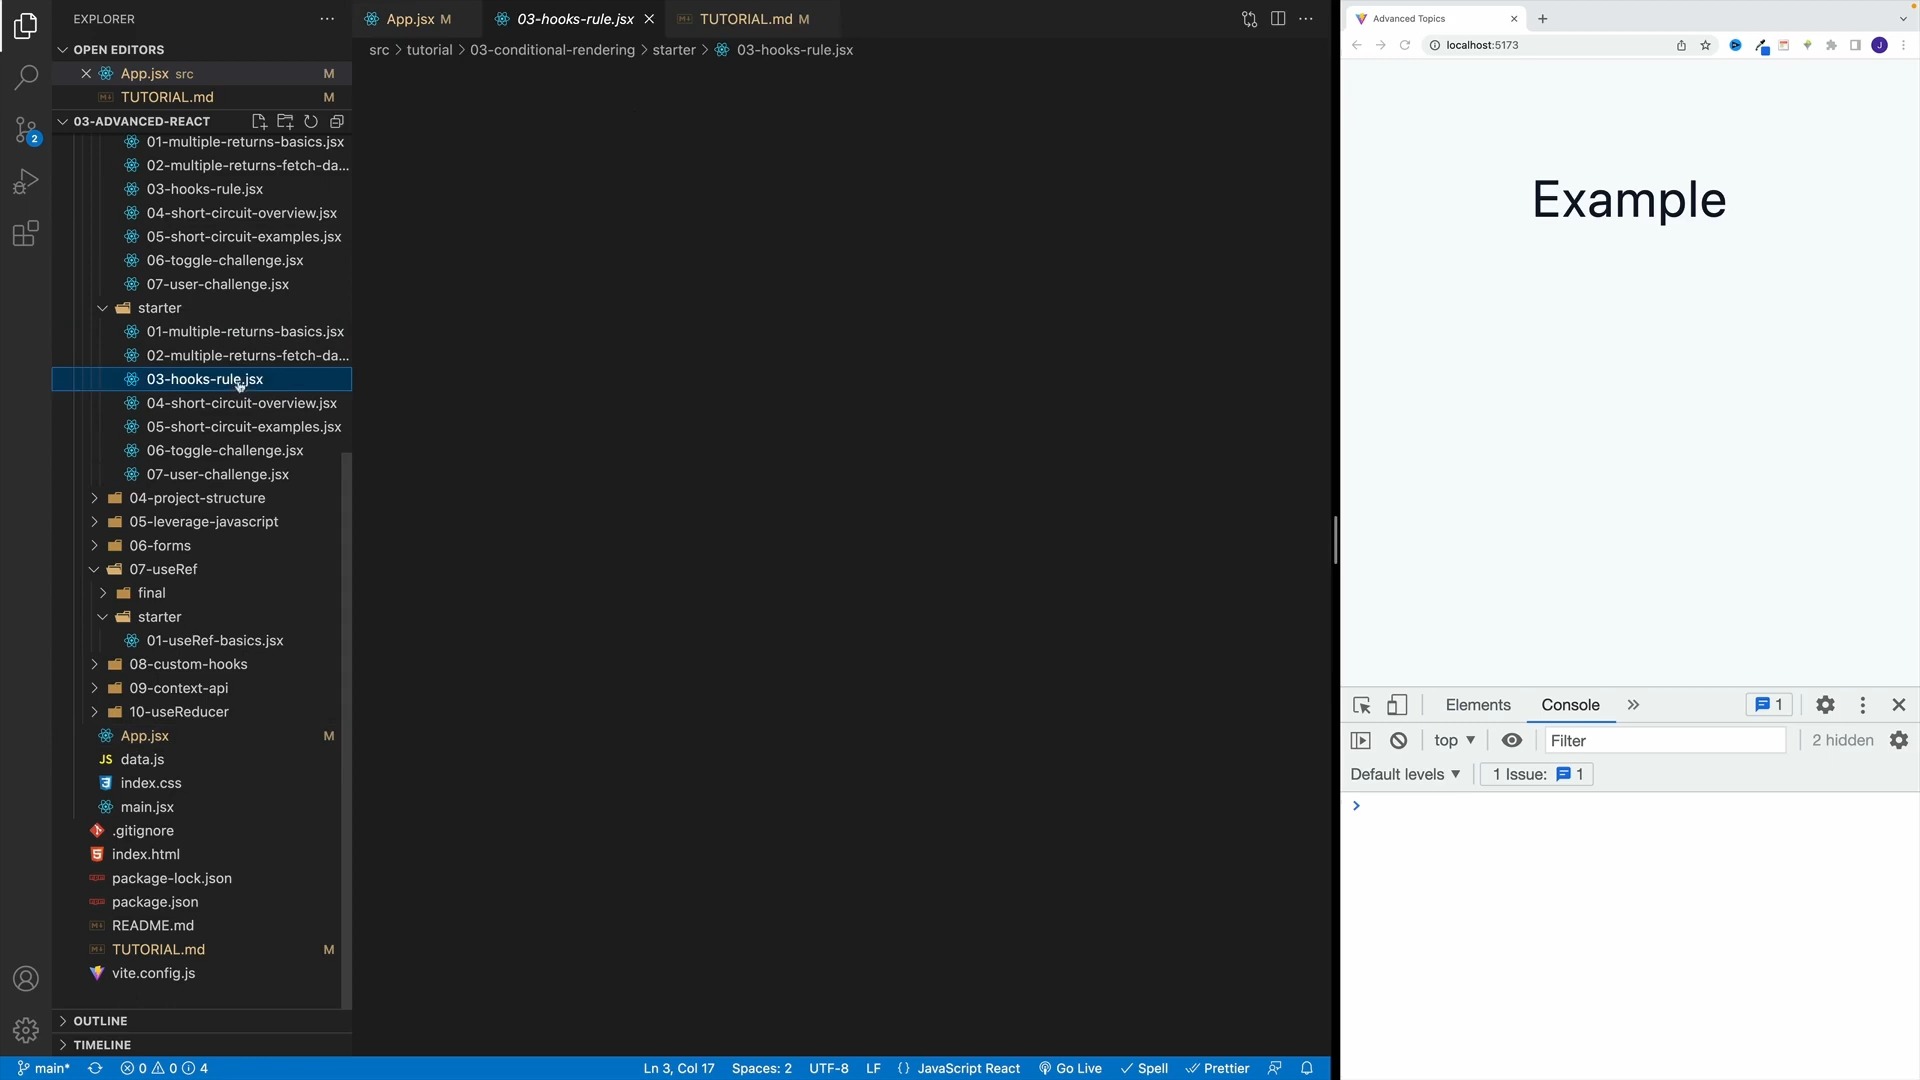 EXPLORER
OPEN EDITORS
App.jsx src M
TUTORIAL.md M
03-ADVANCED-REACT
01-multiple-returns-basics.jsx
02-multiple-returns-fetch-da...
03-hooks-rule.jsx
04-short-circuit-overview.jsx
05-short-circuit-examples.jsx
06-toggle-challenge.jsx
07-user-challenge.jsx
starter
01-multiple-returns-basics.jsx
02-multiple-returns-fetch-da...
03-hooks-rule.jsx
04-short-circuit-overview.jsx
05-short-circuit-examples.jsx
06-toggle-challenge.jsx
07-user-challenge.jsx
04-project-structure
05-leverage-javascript
06-forms
07-useRef
final
starter
01-useRef-basics.jsx
08-custom-hooks
09-context-api
10-useReducer
App.jsx M
JS data.js
index.css
main.jsx
.gitignore
index.html
package-lock.json
package.json
README.md
TUTORIAL.md M
vite.config.js
OUTLINE
TIMELINE
2
App.jsx M
03-hooks-rule.jsx
TUTORIAL.md M
src > tutorial > 03-conditional-rendering > starter > 03-hooks-rule.jsx
main* 0 0 4
Ln 3, Col 17 Spaces: 2 UTF-8 LF {} JavaScript React Go Live Spell Prettier
Advanced Topics
localhost:5173
J
Example
Elements Console 1
top Filter 2 hidden
Default levels 1 Issue: 1